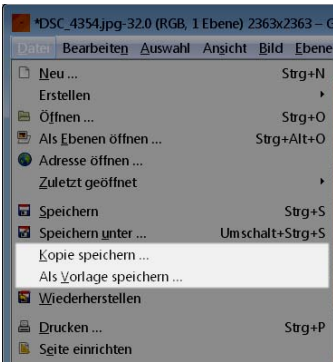 *DSC_4354.jpg-32.0 (RGB, 1 Ebene) 2363x2363 – G
Datei Bearbeiten Auswahl Ansicht Bild Ebene
Neu ... Strg+N
Erstellen
Öffnen ... Strg+O
Als Ebenen öffnen ... Strg+Alt+O
Adresse öffnen ...
Zuletzt geöffnet
Speichern Strg+S
Speichern unter ... Umschalt+Strg+S
Kopie speichern ...
Als Vorlage speichern ...
Wiederherstellen
Drucken ... Strg+P
Seite einrichten